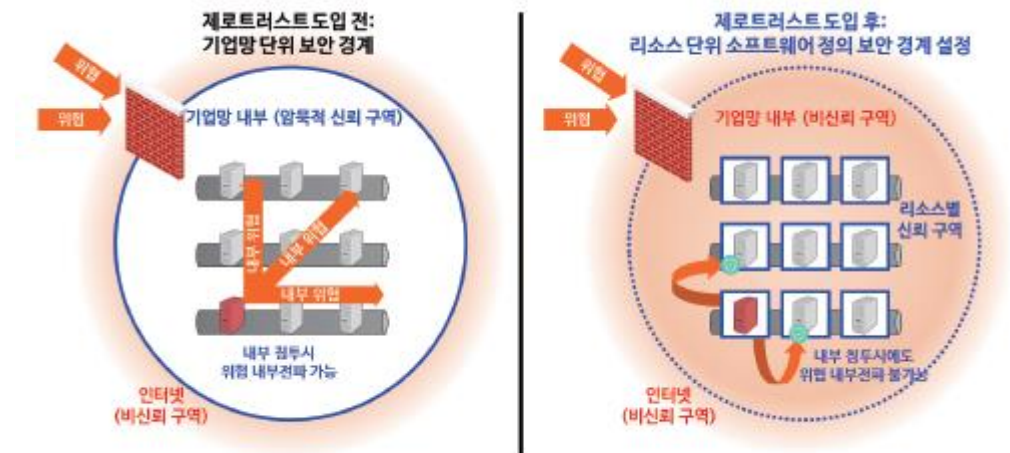 제로트러스트 도입 전:
기업망 단위 보안 경계
위협
위협
기업망 내부 (암묵적 신뢰 구역)
내부 위협
내부 위협
내부 위협
내부 침투시
위협 내부전파 가능
인터넷
(비신뢰 구역)
제로트러스트 도입 후:
리소스 단위 소프트웨어 정의 보안 경계 설정
위협
위협
기업망 내부 (비신뢰 구역)
리소스별
신뢰 구역
내부 침투시에도
위협 내부전파 불가능
인터넷
(비신뢰 구역)